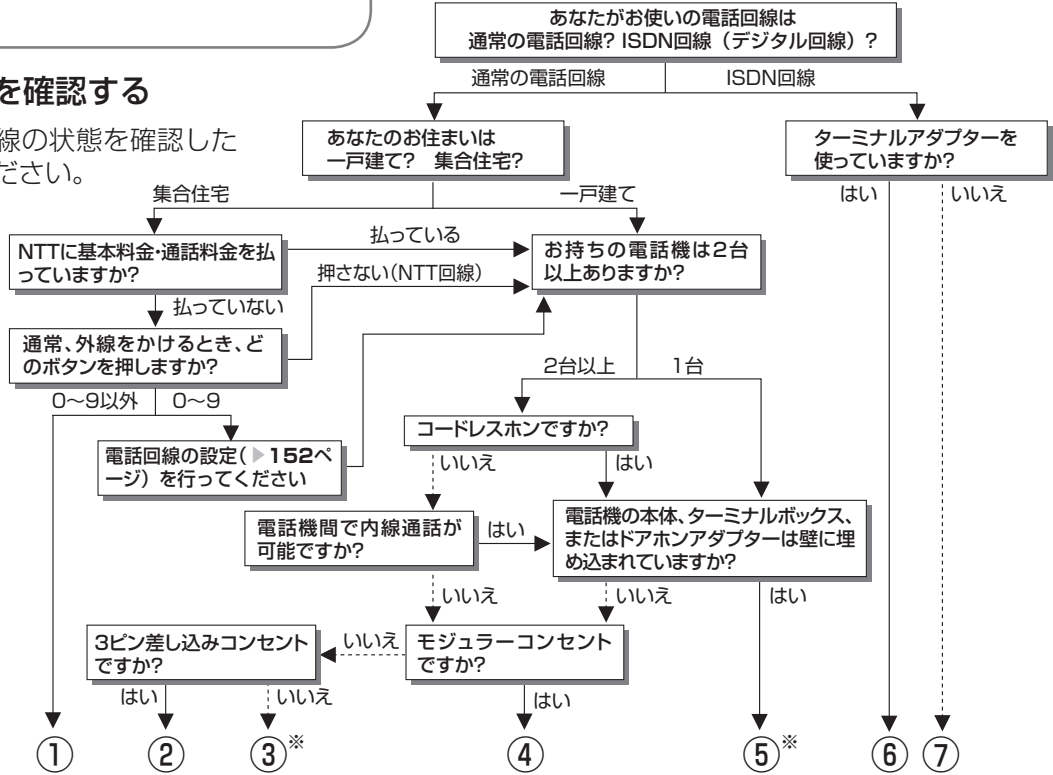 あなたがお使いの電話回線は
通常の電話回線? ISDN回線（デジタル回線）?
通常の電話回線
ISDN回線
を確認する
線の状態を確認した
ださい。
あなたのお住まいは
一戸建て? 集合住宅?
ターミナルアダプターを
使っていますか?
集合住宅
一戸建て
はい
いいえ
NTTに基本料金・通話料金を払
っていますか?
払っている
お持ちの電話機は2台
以上ありますか?
押さない（NTT回線）
払っていない
通常、外線をかけるとき、ど
のボタンを押しますか?
0〜9以外
0〜9
2台以上
1台
電話回線の設定（▶152ペ
ージ）を行ってください
コードレスホンですか?
いいえ
はい
電話機間で内線通話が
可能ですか?
はい
電話機の本体、ターミナルボックス、
またはドアホンアダプターは壁に埋
め込まれていますか?
いいえ
いいえ
はい
3ピン差し込みコンセント
ですか?
いいえ
モジュラーコンセント
ですか?
はい
いいえ
はい
①
②
③※
④
⑤※
⑥
⑦